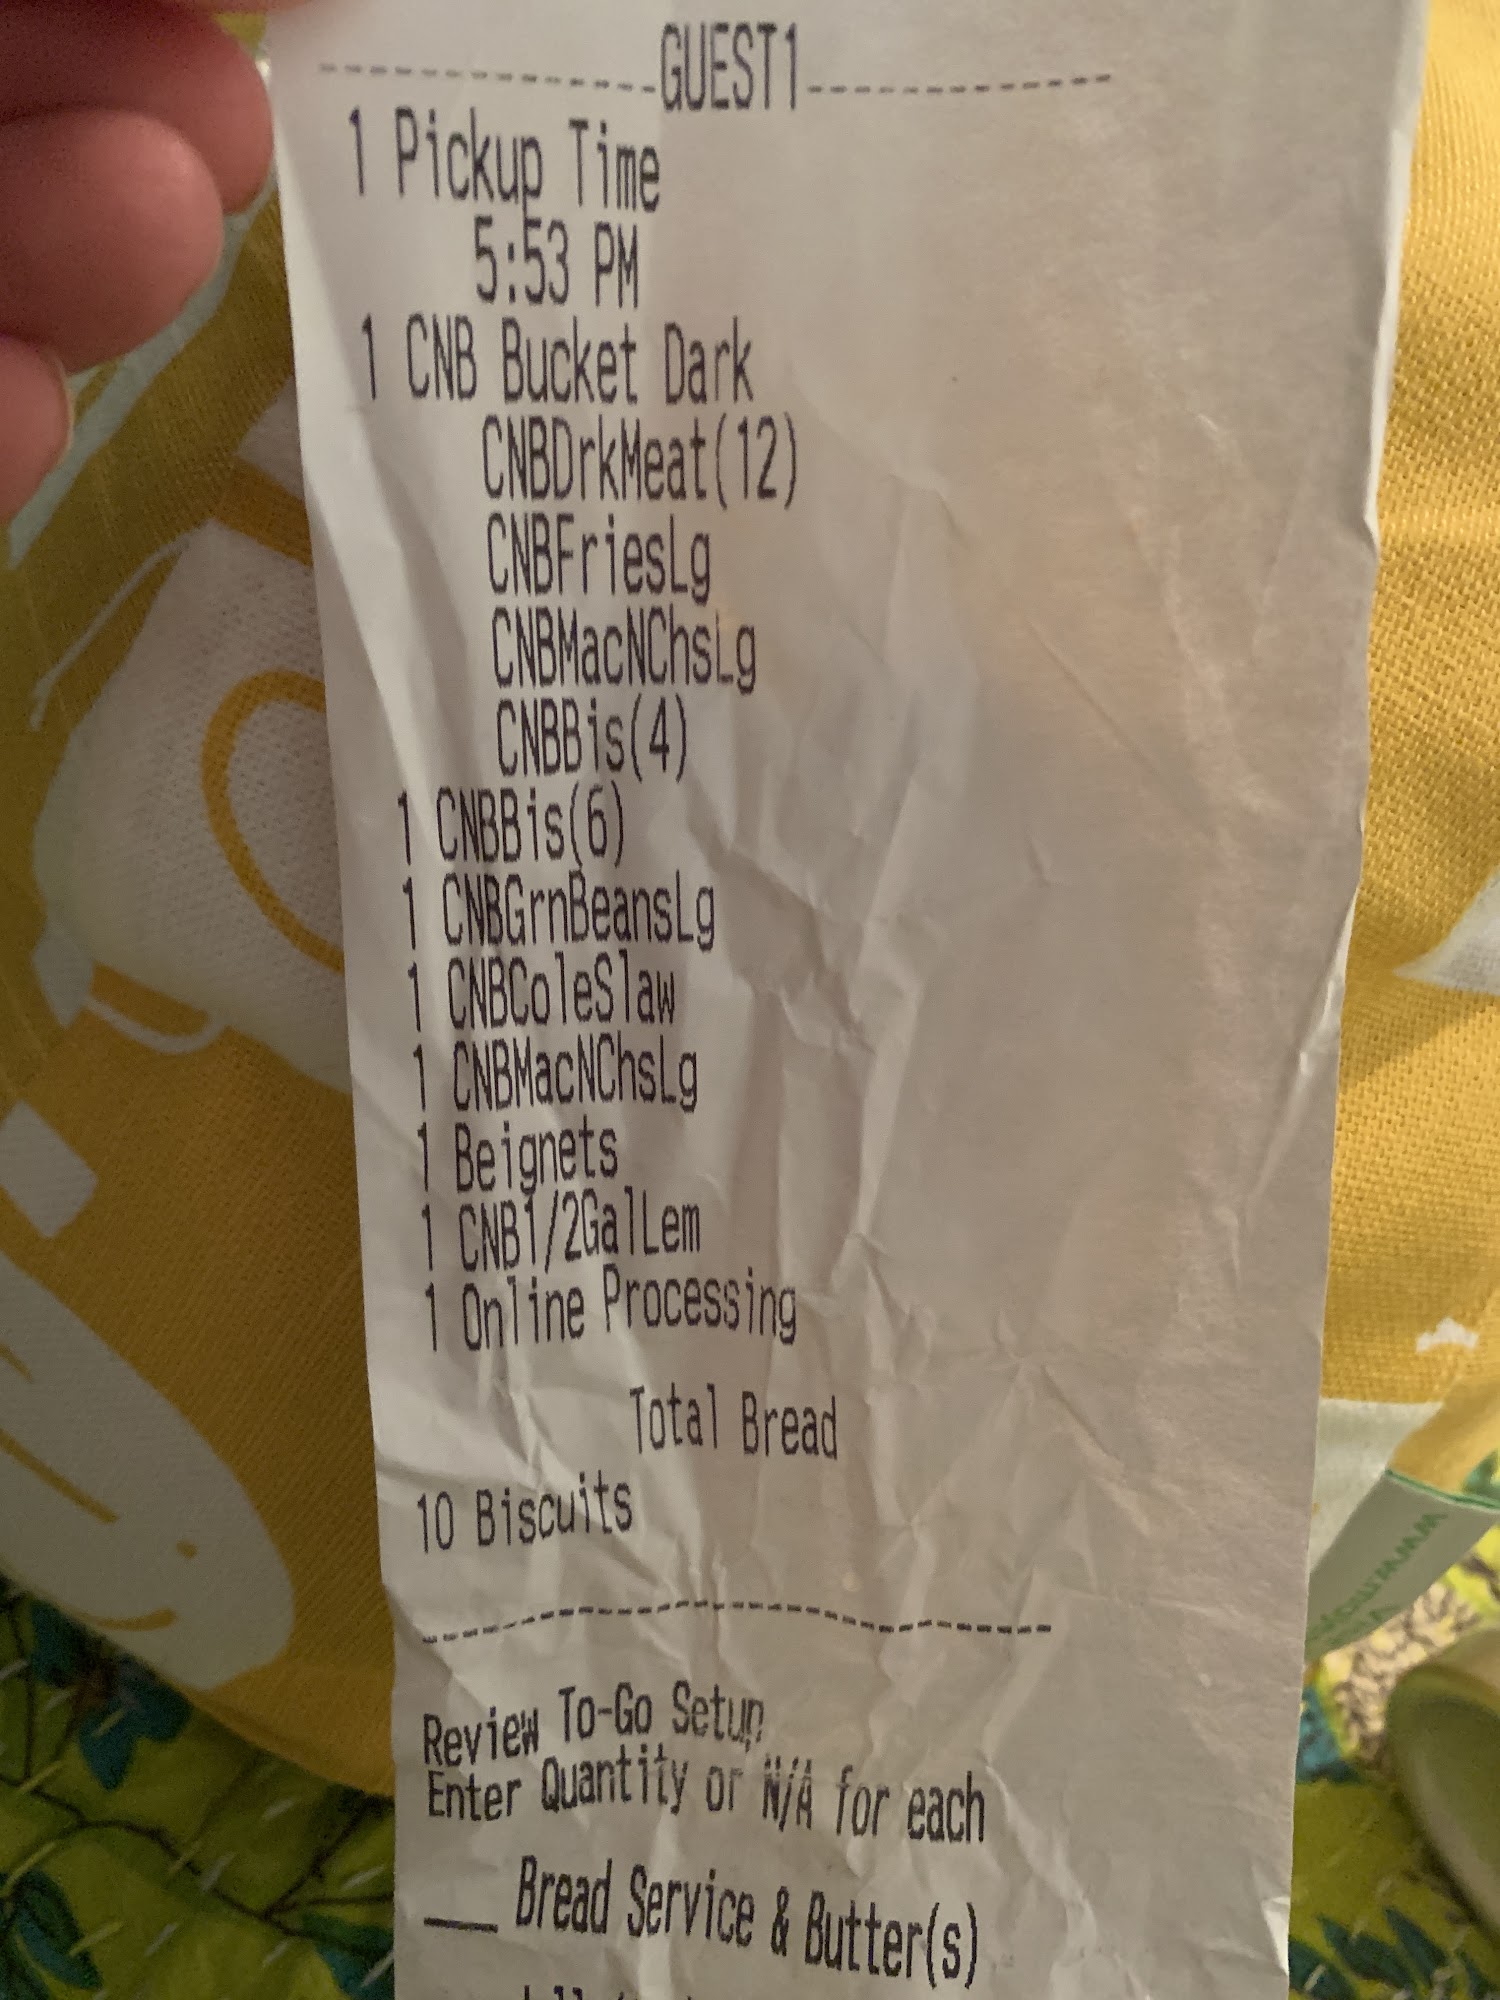 --------------GUEST1-------------
1 Pickup Time
5:53 PM
1 CNB Bucket Dark
CNBDrkMeat(12)
CNBFriesLg
CNBMacNChsLg
CNBBis(4)
1 CNBBis(6)
1 CNBGrnBeansLg
1 CNBColeSlaw
1 CNBMacNChsLg
1 Beignets
1 CNB1/2GalLem
1 Online Processing
Total Bread
10 Biscuits
----------------------------------------
Review To-Go Setup
Enter Quantity or N/A for each
___ Bread Service & Butter(s)